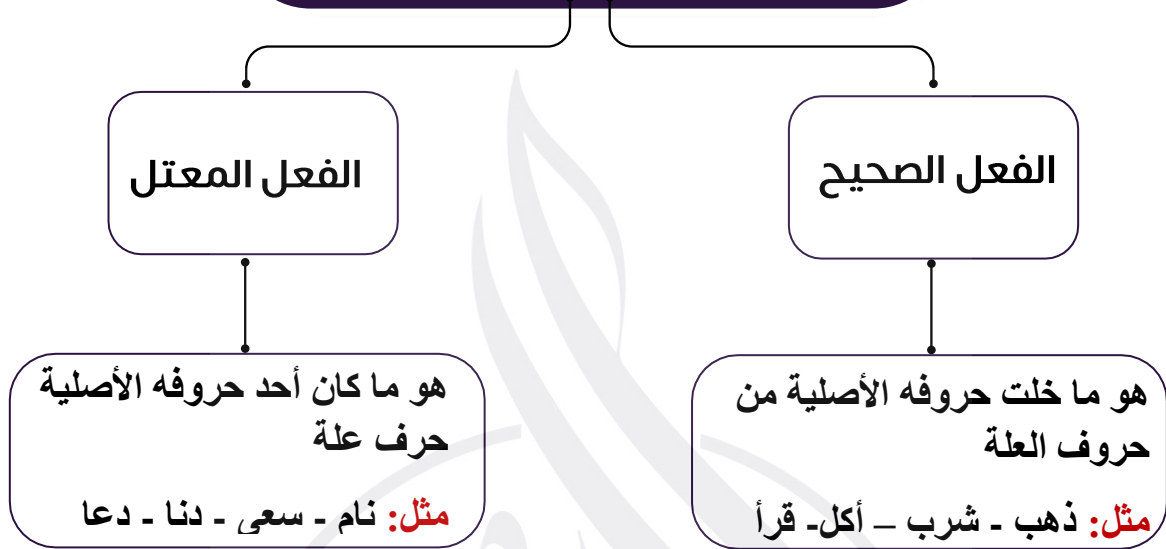 الفعل الصحيح
الفعل المعتل
هو ما خلت حروفه الأصلية من
حروف العلة
مثل: ذهب - شرب – أكل- قرأ
هو ما كان أحد حروفه الأصلية
حرف علة
مثل: نام - سعى - دنا - دعا